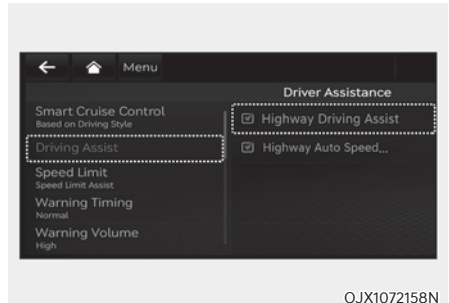 Menu
Driver Assistance
Smart Cruise Control
Based on Driving Style
Driving Assist
Speed Limit
Speed Limit Assist
Warning Timing
Normal
Warning Volume
High
Highway Driving Assist
Highway Auto Speed...
OJX1072158N